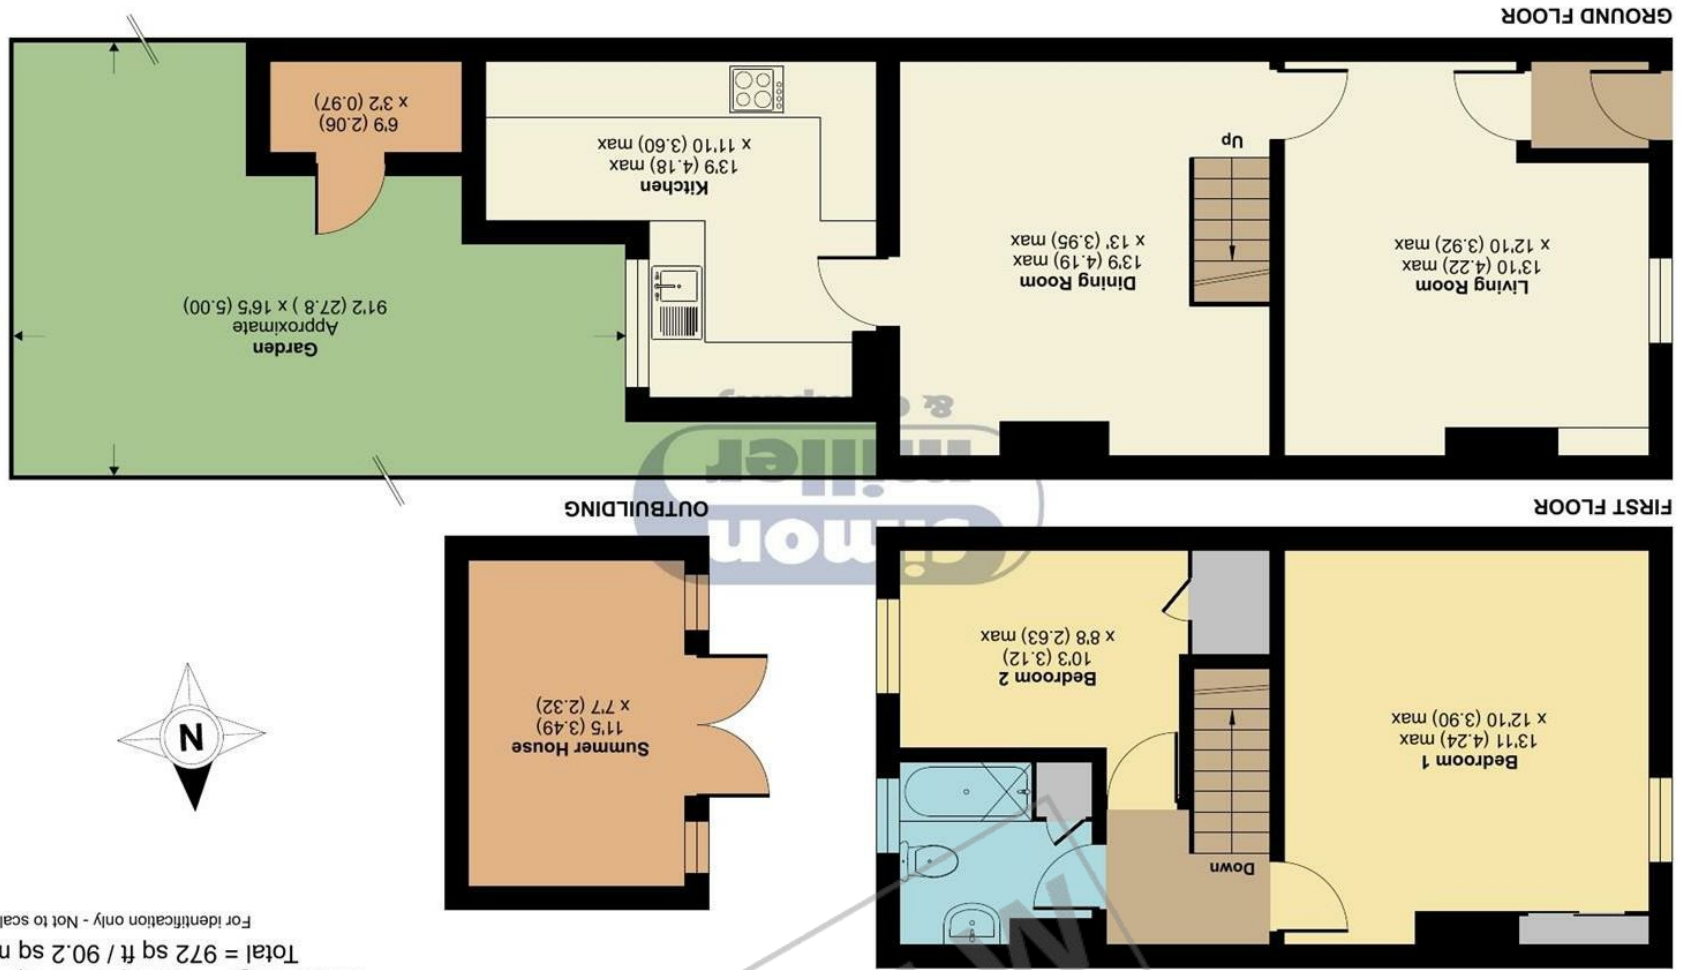 Total = 972 sq ft / 90.2 sq
For identification only - Not to scal
Down
Bedroom 1
13'11 (4.24) max
x 12'10 (3.90) max
Bedroom 2
10'3 (3.12)
x 8'8 (2.63) max
FIRST FLOOR
Summer House
11'5 (3.49)
x 7'7 (2.32)
OUTBUILDING
N
simon
miller
Living Room
13'10 (4.22) max
x 12'10 (3.92) max
Dining Room
13'9 (4.19) max
x 13' (3.95) max
Up
Kitchen
13'9 (4.18) max
x 11'10 (3.60) max
Garden
Approximate
91'2 (27.8 ) x 16'5 (5.00)
6'9 (2.06)
x 3'2 (0.97)
GROUND FLOOR